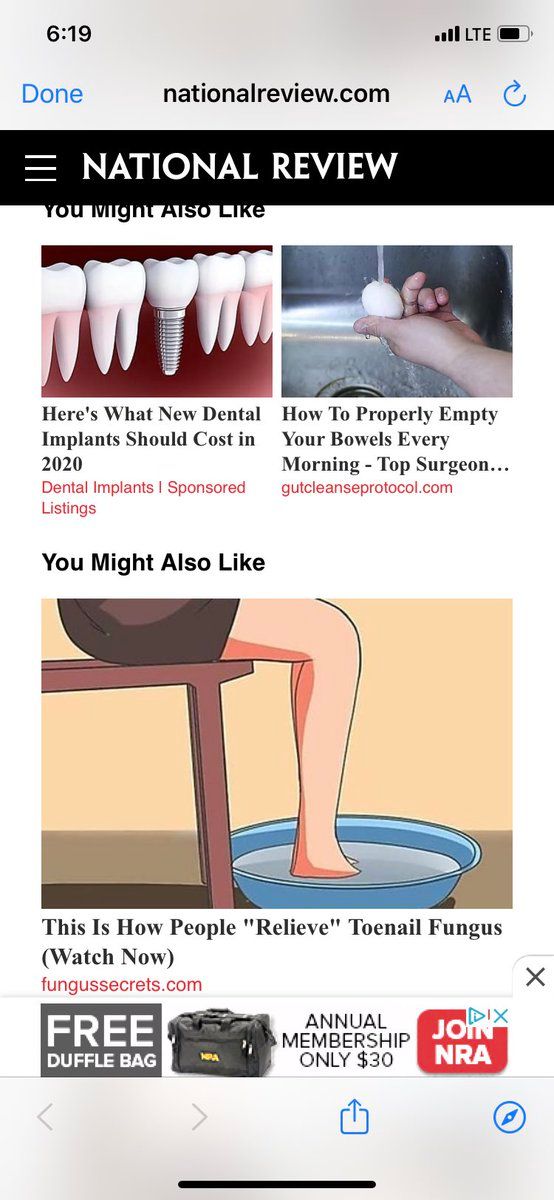 6:19
LTE
Done
nationalreview.com
AA
NATIONAL REVIEW
You Might Also Like
Here's What New Dental
Implants Should Cost in
2020
Dental Implants | Sponsored
Listings
How To Properly Empty
Your Bowels Every
Morning - Top Surgeon…
gutcleanseprotocol.com
You Might Also Like
This Is How People "Relieve" Toenail Fungus
(Watch Now)
fungussecrets.com
FREE
DUFFLE BAG
NRA
ANNUAL
MEMBERSHIP
ONLY $30
JOIN
NRA